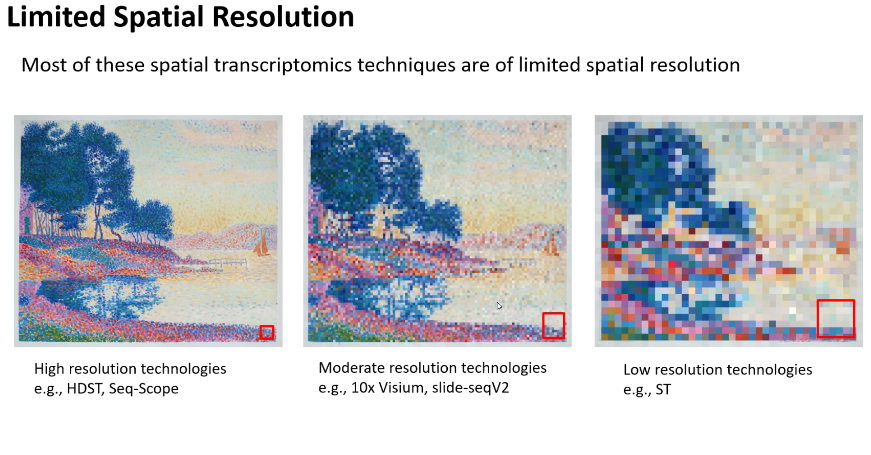 Limited Spatial Resolution
Most of these spatial transcriptomics techniques are of limited spatial resolution
High resolution technologies
e.g., HDST, Seq-Scope
Moderate resolution technologies
e.g., 10x Visium, slide-seqV2
Low resolution technologies
e.g., ST